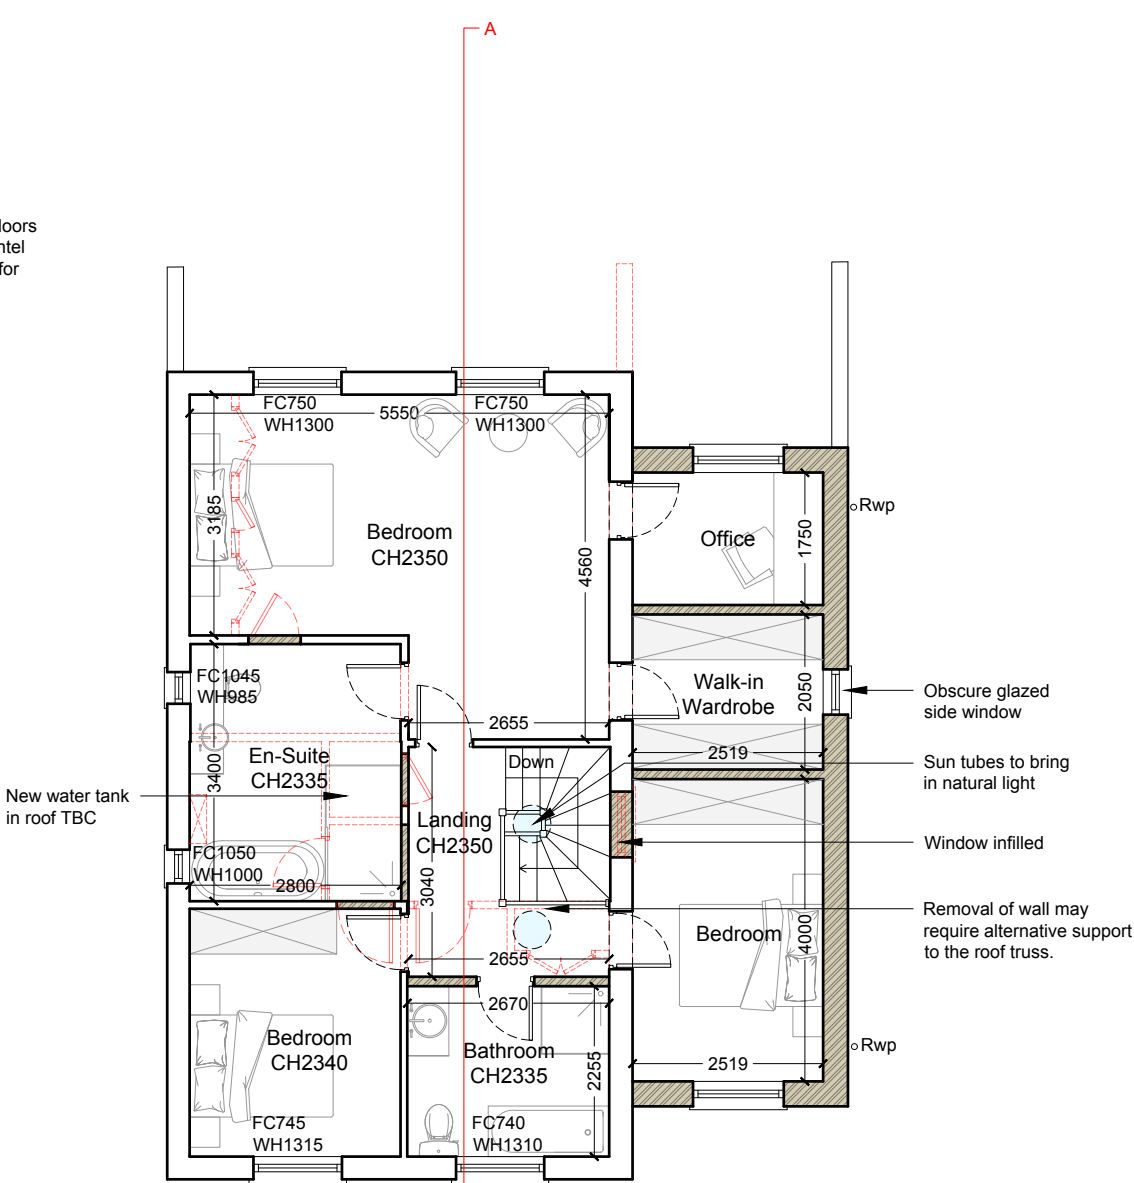 A
for
FC750
WH1300
5550
FC750
WH1300
3185
Bedroom
CH2350
4560
Office
1750
Rwp
FC1045
WH985
Walk-in
Wardrobe
2050
Obscure glazed
side window
2655
2519
En-Suite
CH2335
3400
Down
Sun tubes to bring
in natural light
New water tank
in roof TBC
Landing
CH2350
Window infilled
FC1050
WH1000
2800
3040
Removal of wall may
require alternative support
to the roof truss.
Bedroom
4000
2655
2670
Bedroom
CH2340
Bathroom
CH2335
2255
2519
Rwp
FC745
WH1315
FC740
WH1310